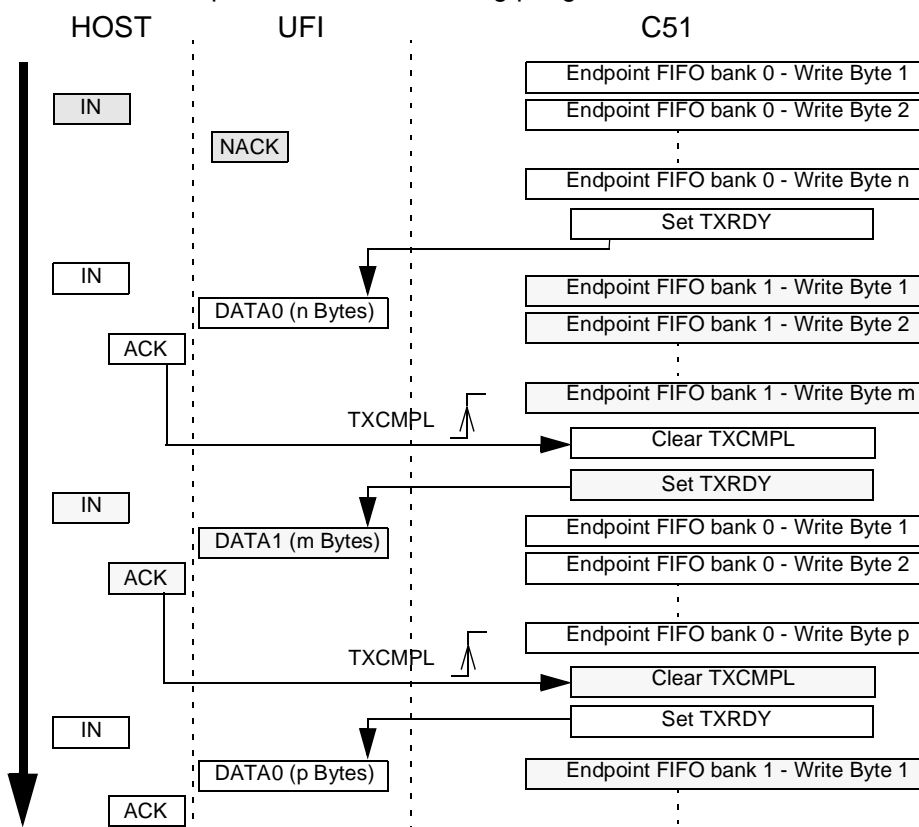 HOST UFI C51
Endpoint FIFO bank 0 - Write Byte 1
IN
Endpoint FIFO bank 0 - Write Byte 2
NACK
Endpoint FIFO bank 0 - Write Byte n
Set TXRDY
IN
Endpoint FIFO bank 1 - Write Byte 1
DATA0 (n Bytes)
Endpoint FIFO bank 1 - Write Byte 2
ACK
Endpoint FIFO bank 1 - Write Byte m
TXCMPL
Clear TXCMPL
Set TXRDY
IN
Endpoint FIFO bank 0 - Write Byte 1
DATA1 (m Bytes)
Endpoint FIFO bank 0 - Write Byte 2
ACK
Endpoint FIFO bank 0 - Write Byte p
TXCMPL
Clear TXCMPL
Set TXRDY
IN
DATA0 (p Bytes)
Endpoint FIFO bank 1 - Write Byte 1
ACK